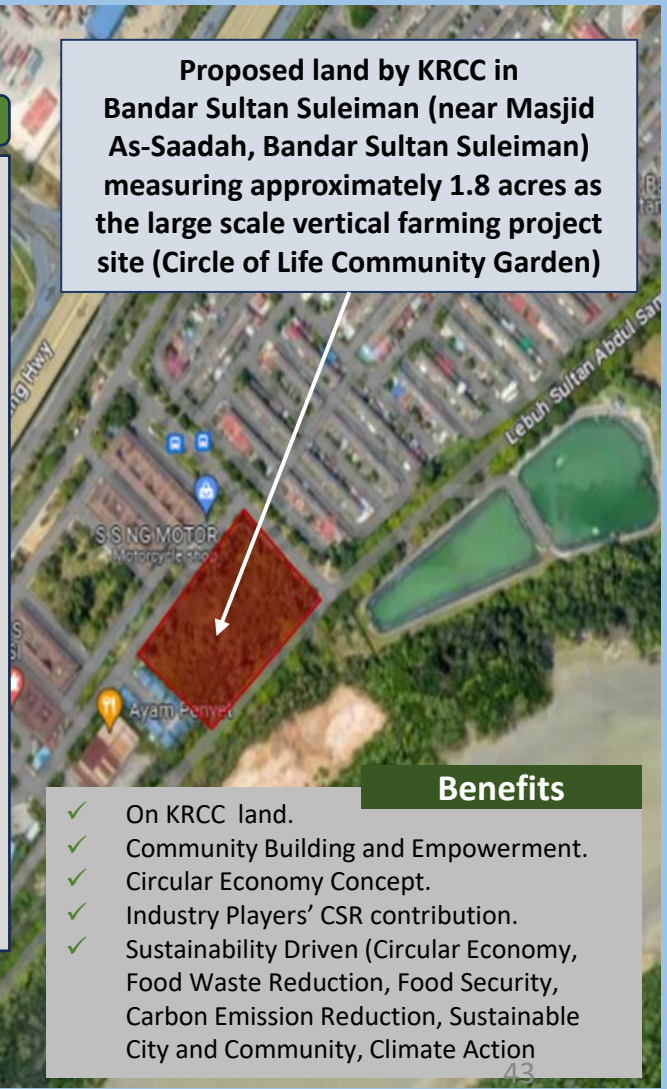 Proposed land by KRCC in
Bandar Sultan Suleiman (near Masjid
As-Saadah, Bandar Sultan Suleiman)
measuring approximately 1.8 acres as
the large scale vertical farming project
site (Circle of Life Community Garden)
Hwy
Lebuh Sultan Abdul Sam
S S NG MOTOR
Motorcycle shop
Ayam Penyet
Benefits
✓ On KRCC land.
✓ Community Building and Empowerment.
✓ Circular Economy Concept.
✓ Industry Players’ CSR contribution.
✓ Sustainability Driven (Circular Economy,
Food Waste Reduction, Food Security,
Carbon Emission Reduction, Sustainable
City and Community, Climate Action
43